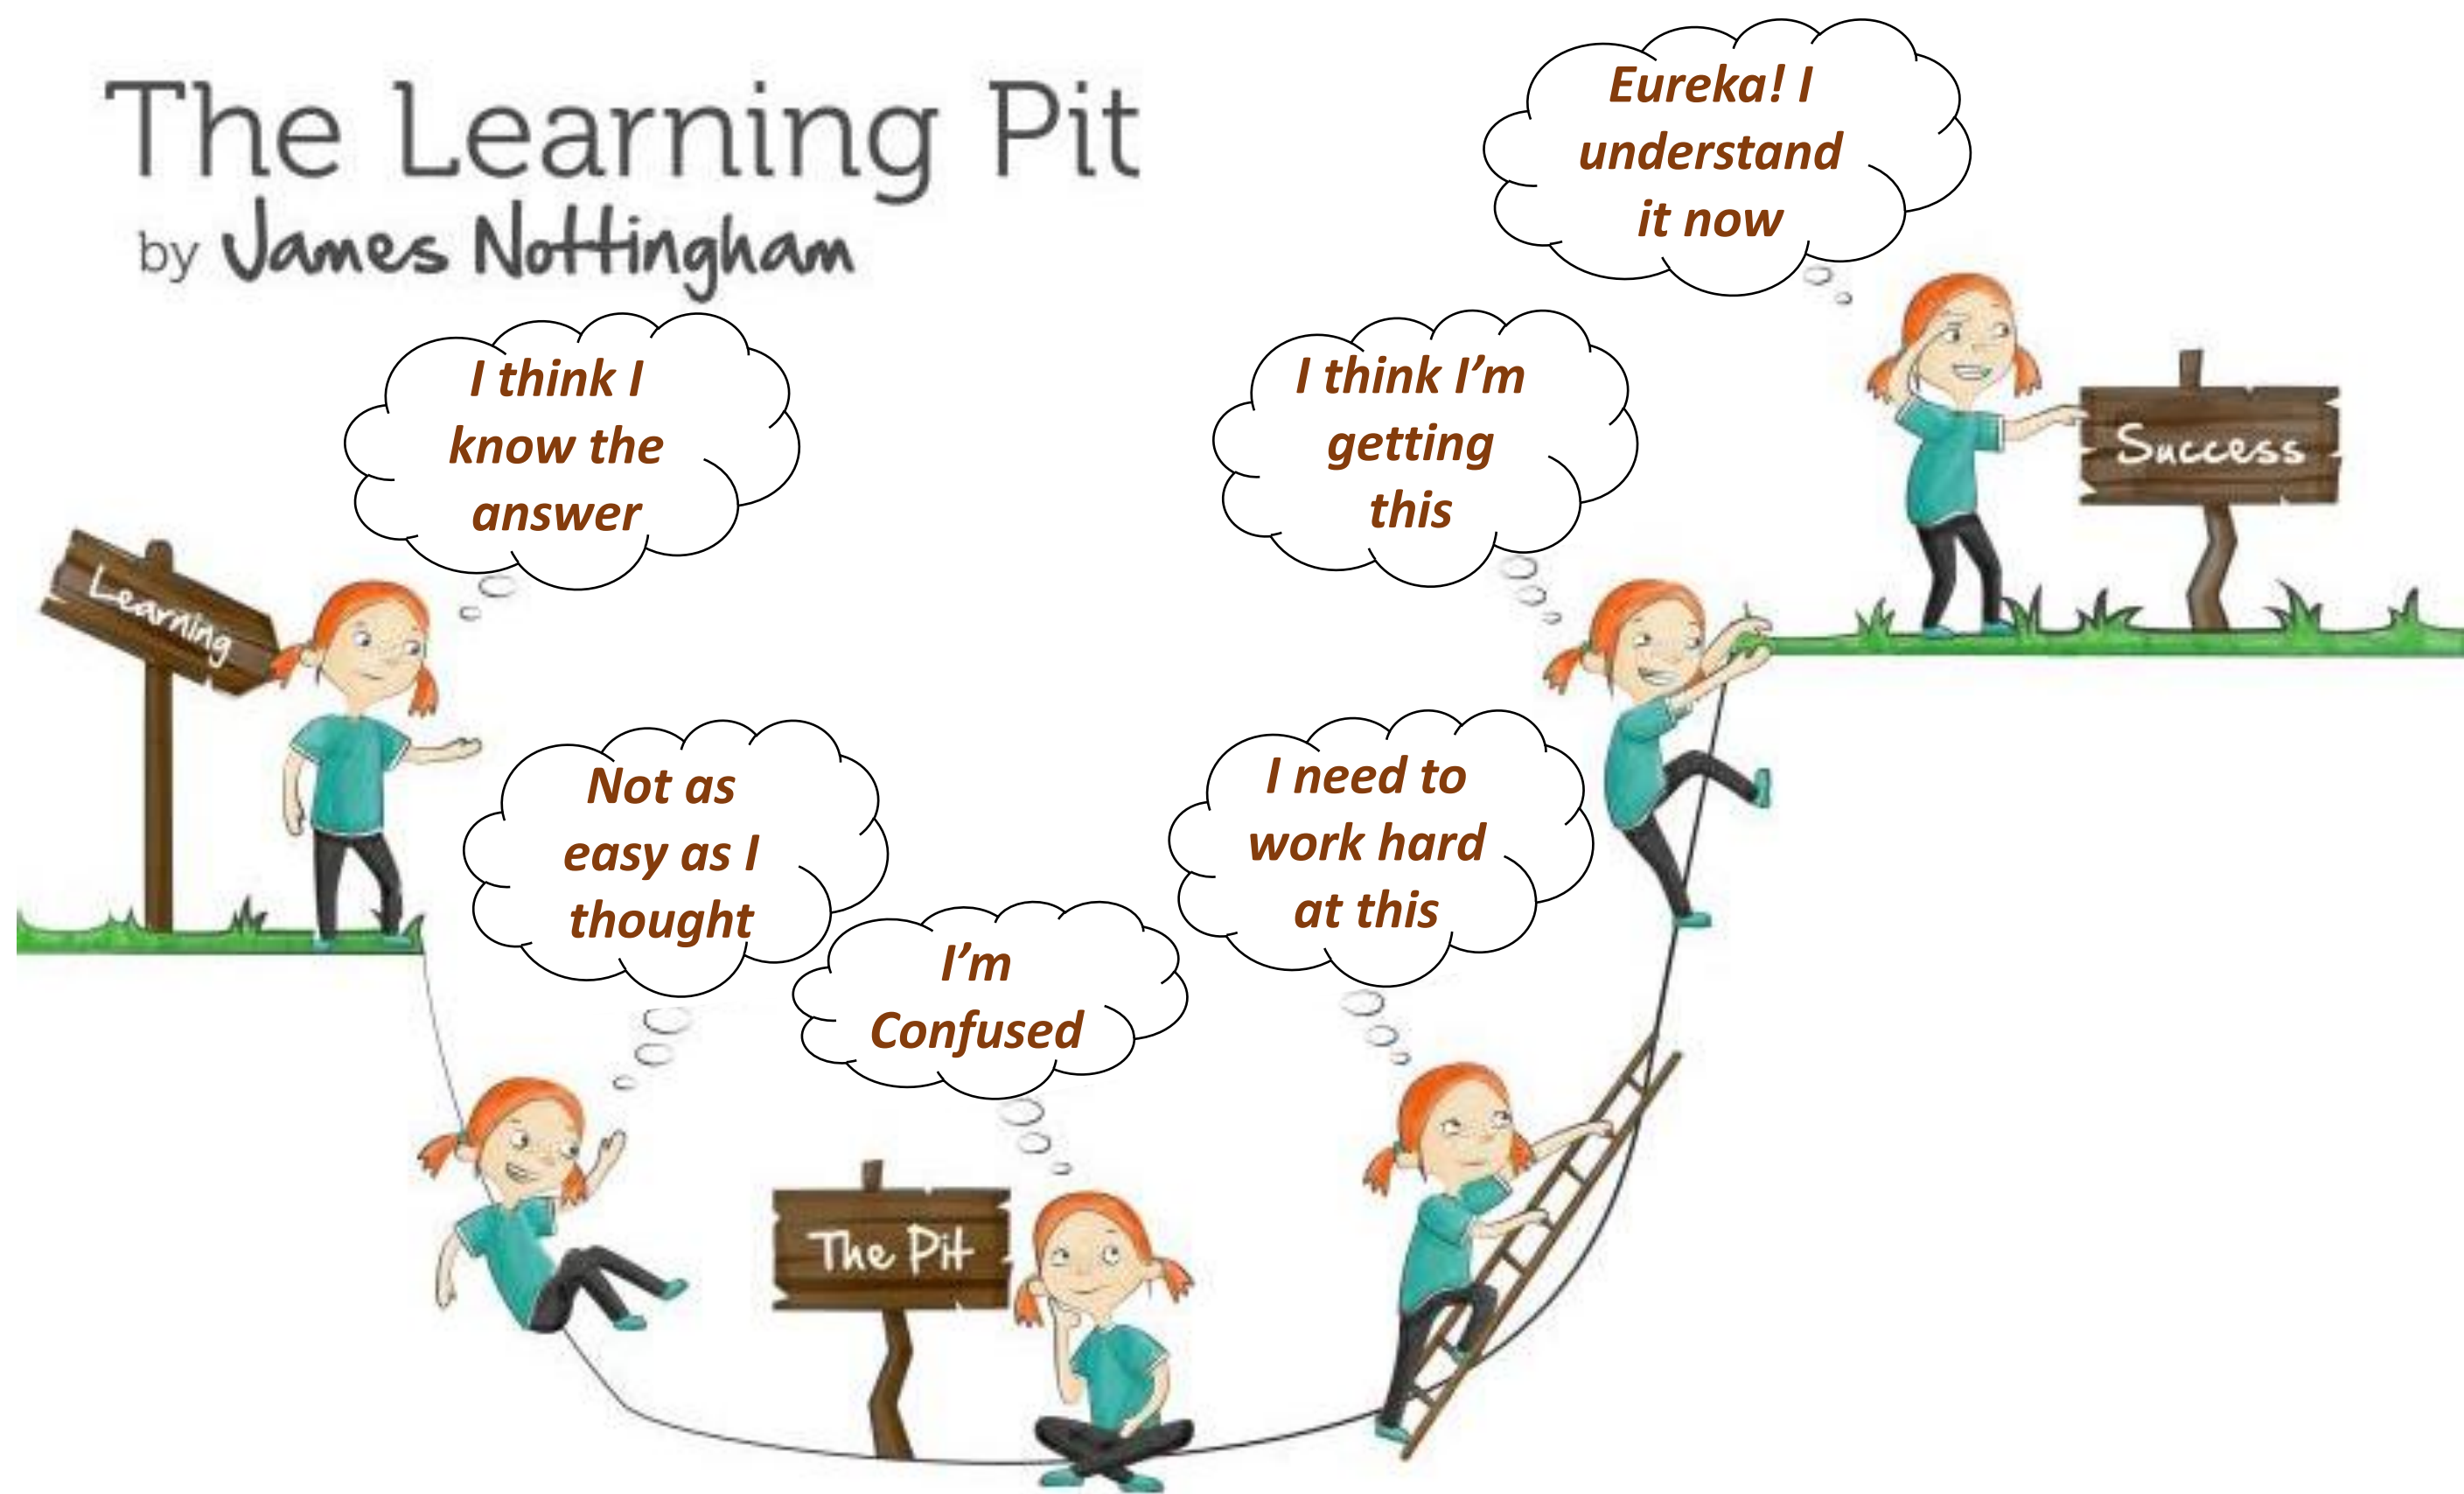 The Learning Pit
by James Nottingham
Eureka! I
understand
it now
I think I
know the
answer
I think I'm
getting
this
Success
Learning
Not as
easy as I
thought
I need to
work hard
at this
I'm
Confused
The Pit